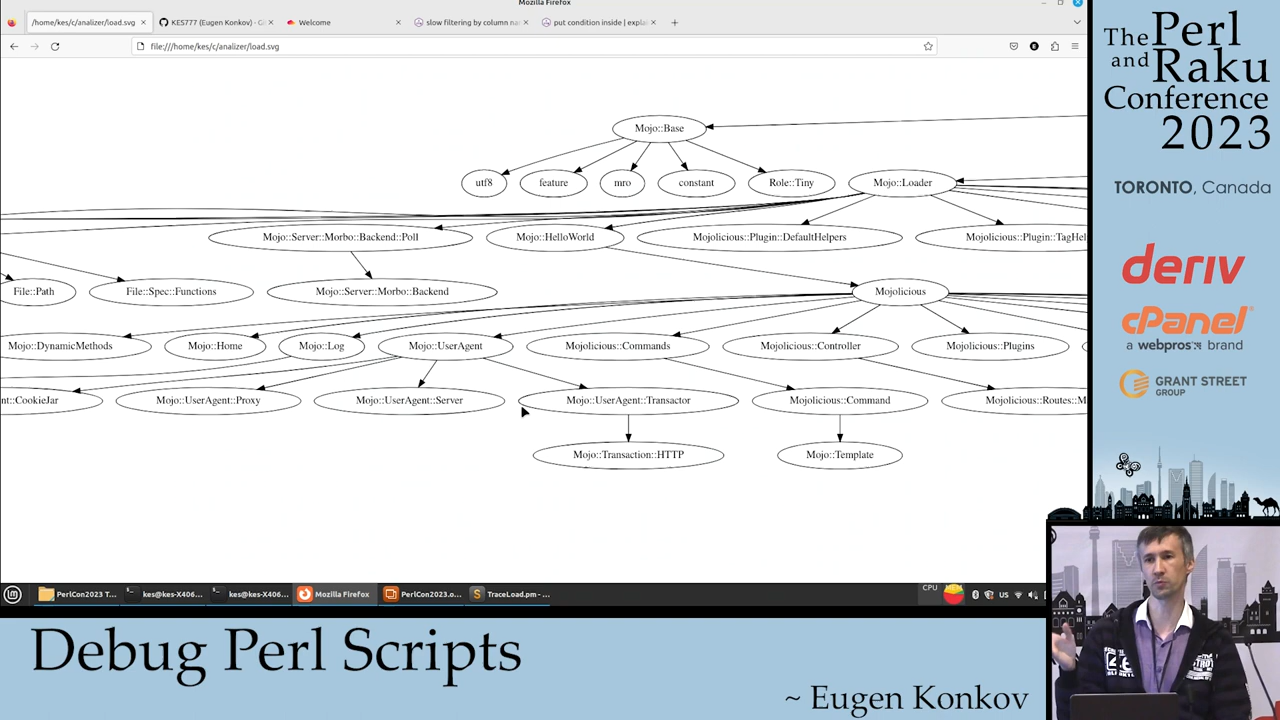 Mozilla Firefox
/home/kes/c/analizer/load.svg
KES777 (Eugen Konkov) · G
Welcome
slow filtering by column na
put condition inside | expla
file:///home/kes/c/analizer/load.svg
Mojo::Base
utf8
feature
mro
constant
Role::Tiny
Mojo::Loader
Mojo::Server::Morbo::Backend::Poll
Mojo::HelloWorld
Mojolicious::Plugin::DefaultHelpers
Mojolicious::Plugin::TagHel
File::Path
File::Spec::Functions
Mojo::Server::Morbo::Backend
Mojolicious
Mojo::DynamicMethods
Mojo::Home
Mojo::Log
Mojo::UserAgent
Mojolicious::Commands
Mojolicious::Controller
Mojolicious::Plugins
nt::CookieJar
Mojo::UserAgent::Proxy
Mojo::UserAgent::Server
Mojo::UserAgent::Transactor
Mojolicious::Command
Mojolicious::Routes::M
Mojo::Transaction::HTTP
Mojo::Template
PerlCon2023 T...
kes@kes-X406...
kes@kes-X406...
Mozilla Firefox
PerlCon2023.o...
TraceLoad.pm - ...
CPU
US
The Perl
and Raku
Conference
2023
TORONTO, Canada
deriv
cPanel
a webpros brand
GRANT STREET
GROUP
Debug Perl Scripts
~ Eugen Konkov